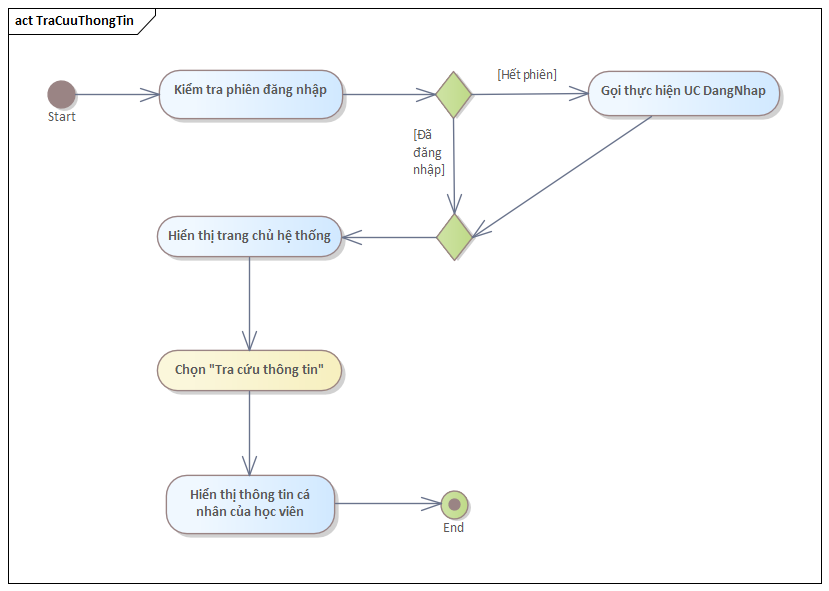 act TraCuuThongTin
Start
Kiểm tra phiên đăng nhập
[Hết phiên]
Gọi thực hiện UC DangNhap
[Đã
đăng
nhập]
Hiển thị trang chủ hệ thống
Chọn "Tra cứu thông tin"
Hiển thị thông tin cá
nhân của học viên
End